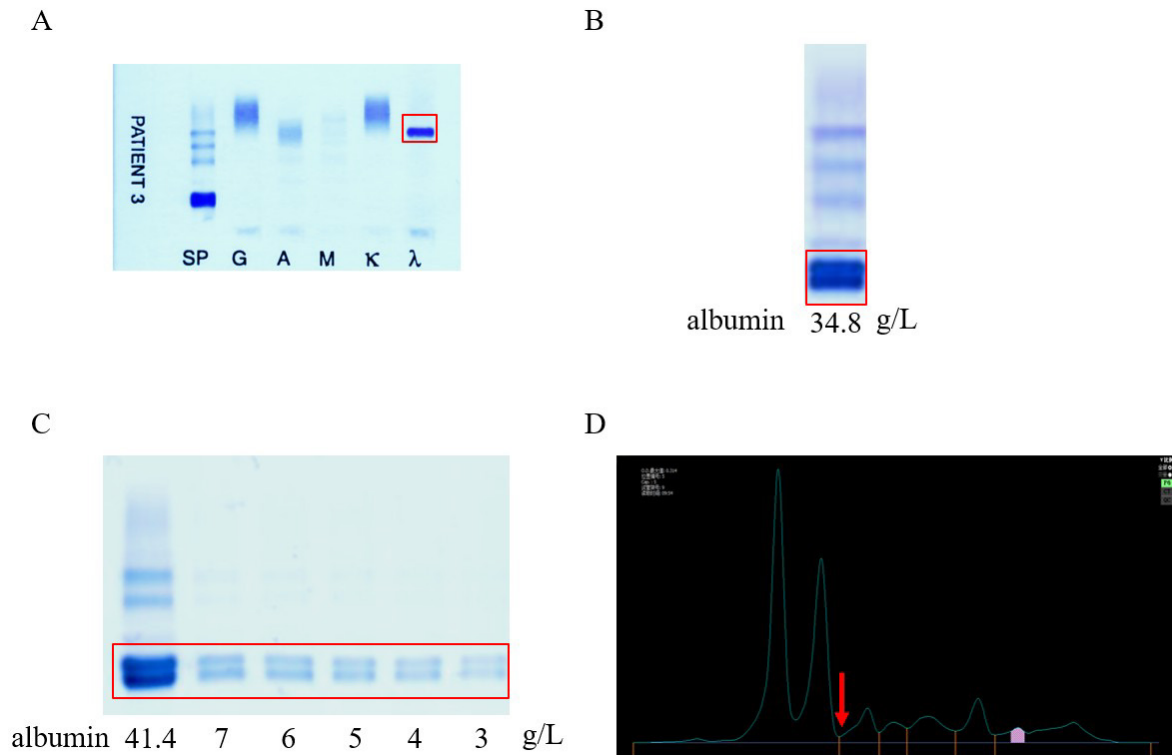 A
B
PATIENT 3
SP G A M κ λ
albumin 34.8 g/L
C
D
albumin 41.4 7 6 5 4 3 g/L